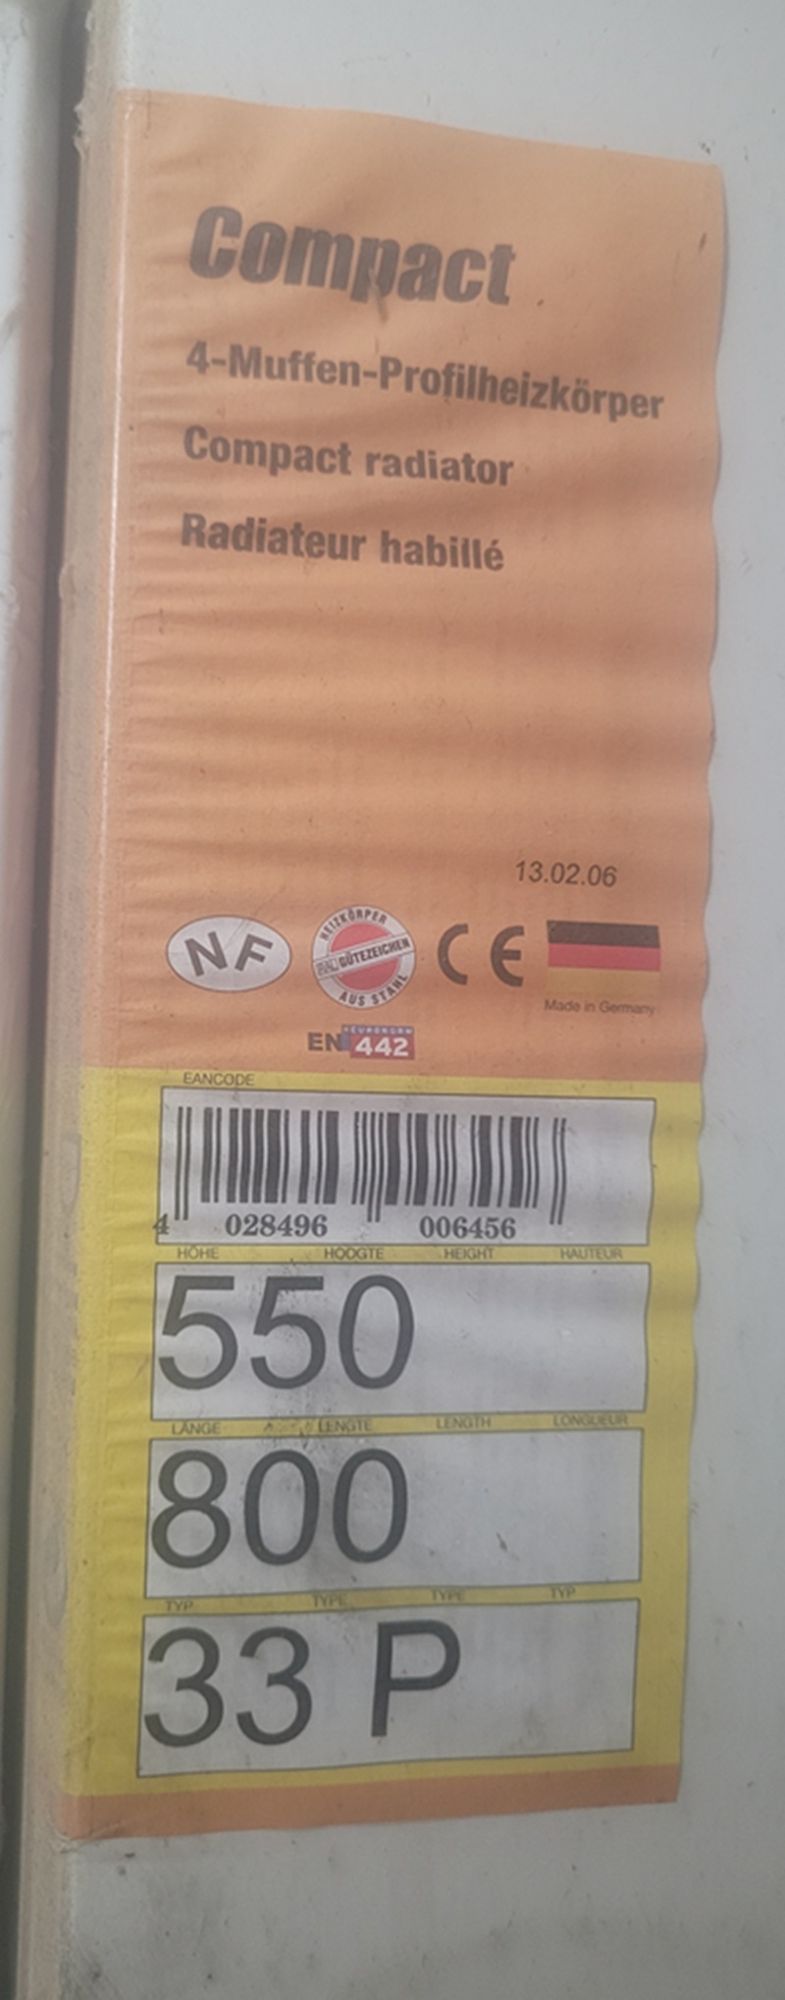 Compact
4-Muffen-Profilheizkörper
Compact radiator
Radiateur habillé
13.02.06
NF
HEIZKÖRPER
RAL GÜTEZEICHEN
AUS STAHL
CE
Made in Germany
EURONORM
EN 442
EANCODE
4 028496 006456
HÖHE HOOGTE HEIGHT HAUTEUR
550
LÄNGE LENGTE LENGTH LONGUEUR
800
TYP TYPE TYPE TYP
33 P